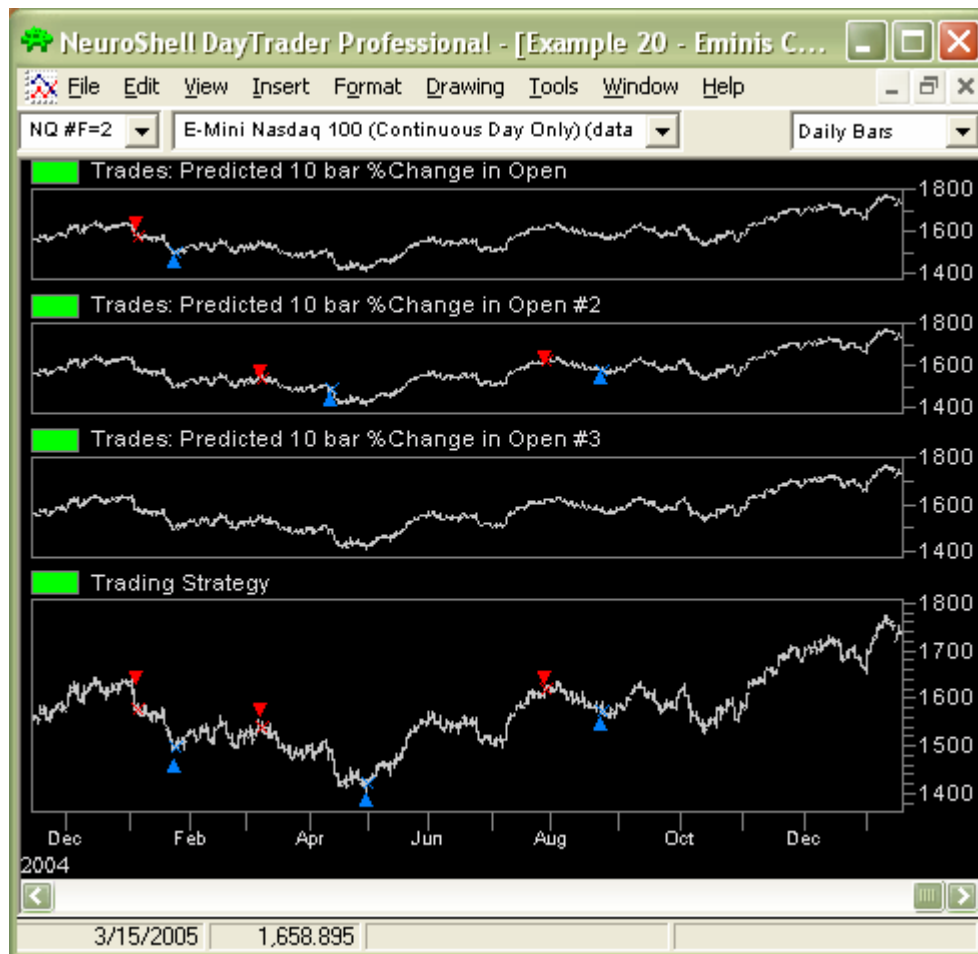 NeuroShell DayTrader Professional - [Example 20 - Eminis C...
File Edit View Insert Format Drawing Tools Window Help
NQ #F=2 E-Mini Nasdaq 100 (Continuous Day Only) (data Daily Bars
Trades: Predicted 10 bar %Change in Open
1800
1600
1400
Trades: Predicted 10 bar %Change in Open #2
1800
1600
1400
Trades: Predicted 10 bar %Change in Open #3
1800
1600
1400
Trading Strategy
1800
1700
1600
1500
1400
Dec Feb Apr Jun Aug Oct Dec
2004
3/15/2005 1,658.895